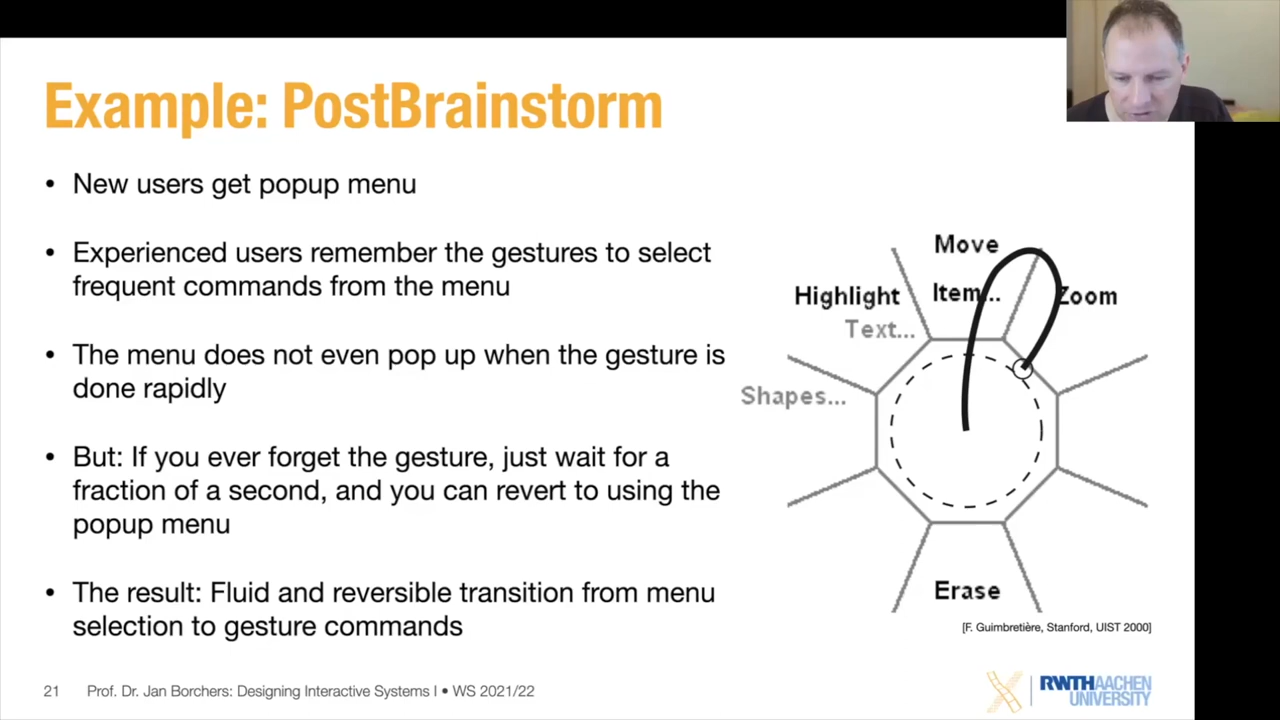 Example: PostBrainstorm
• New users get popup menu
• Experienced users remember the gestures to select
frequent commands from the menu
• The menu does not even pop up when the gesture is
done rapidly
• But: If you ever forget the gesture, just wait for a
fraction of a second, and you can revert to using the
popup menu
• The result: Fluid and reversible transition from menu
selection to gesture commands
Move
Highlight
Item...
Zoom
Text...
Shapes...
Erase
[F. Guimbretière, Stanford, UIST 2000]
21 Prof. Dr. Jan Borchers: Designing Interactive Systems I • WS 2021/22
RWTHAACHEN
UNIVERSITY